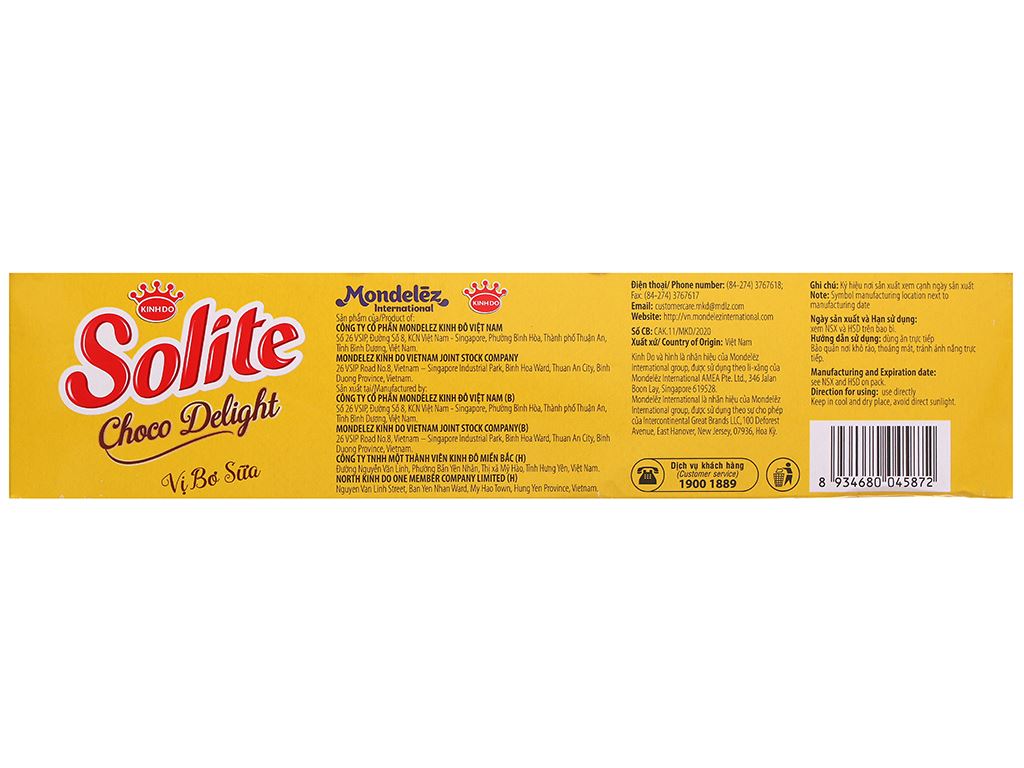 KINH DO
Solite
Choco Delight
Vị Bơ Sữa
Mondelēz
International
KINH DO
Sản phẩm của/Product of:
CÔNG TY CỔ PHẦN MONDELEZ KINH ĐÔ VIỆT NAM
Số 26 VSIP, Đường Số 8, KCN Việt Nam - Singapore, Phường Bình Hòa, Thành phố Thuận An,
Tỉnh Bình Dương, Việt Nam.
MONDELEZ KINH DO VIETNAM JOINT STOCK COMPANY
26 VSIP Road No.8, Vietnam – Singapore Industrial Park, Binh Hoa Ward, Thuan An City, Binh
Duong Province, Vietnam.
Sản xuất tại/Manufactured by:
CÔNG TY CỔ PHẦN MONDELEZ KINH ĐÔ VIỆT NAM (B)
Số 26 VSIP, Đường Số 8, KCN Việt Nam - Singapore, Phường Bình Hòa, Thành phố Thuận An,
Tỉnh Bình Dương, Việt Nam.
MONDELEZ KINH DO VIETNAM JOINT STOCK COMPANY(B)
26 VSIP Road No.8, Vietnam – Singapore Industrial Park, Binh Hoa Ward, Thuan An City, Binh
Duong Province, Vietnam.
CÔNG TY TNHH MỘT THÀNH VIÊN KINH ĐÔ MIỀN BẮC (H)
Đường Nguyễn Văn Linh, Phường Bần Yên Nhân, Thị xã Mỹ Hào, Tỉnh Hưng Yên, Việt Nam.
NORTH KINH DO ONE MEMBER COMPANY LIMITED (H)
Nguyen Van Linh Street, Ban Yen Nhan Ward, My Hao Town, Hung Yen Province, Vietnam.
Điện thoại/ Phone number: (84-274) 3767618;
Fax: (84-274) 3767617
Email: customercare.mkd@mdlz.com
Website: http://vn.mondelezinternational.com
Số CB: CAK.11/MKD/2020
Xuất xứ/ Country of Origin: Việt Nam
Kinh Do và hình là nhãn hiệu của Mondelēz
International group, được sử dụng theo li-xăng của
Mondelēz International AMEA Pte. Ltd., 346 Jalan
Boon Lay, Singapore 619528.
Mondelēz International là nhãn hiệu của Mondelēz
International group, được sử dụng theo sự cho phép
của Intercontinental Great Brands LLC,100 Deforest
Avenue, East Hanover, New Jersey, 07936, Hoa Kỳ.
Dịch vụ khách hàng
(Customer service)
1900 1889
Ghi chú: Ký hiệu nơi sản xuất xem cạnh ngày sản xuất
Note: Symbol manufacturing location next to
manufacturing date
Ngày sản xuất và Hạn sử dụng:
xem NSX và HSD trên bao bì.
Hướng dẫn sử dụng: dùng ăn trực tiếp
Bảo quản nơi khô ráo, thoáng mát, tránh ánh nắng trực
tiếp.
Manufacturing and Expiration date:
see NSX and HSD on pack.
Direction for using: use directly
Keep in cool and dry place, avoid direct sunlight.
8 934680 045872